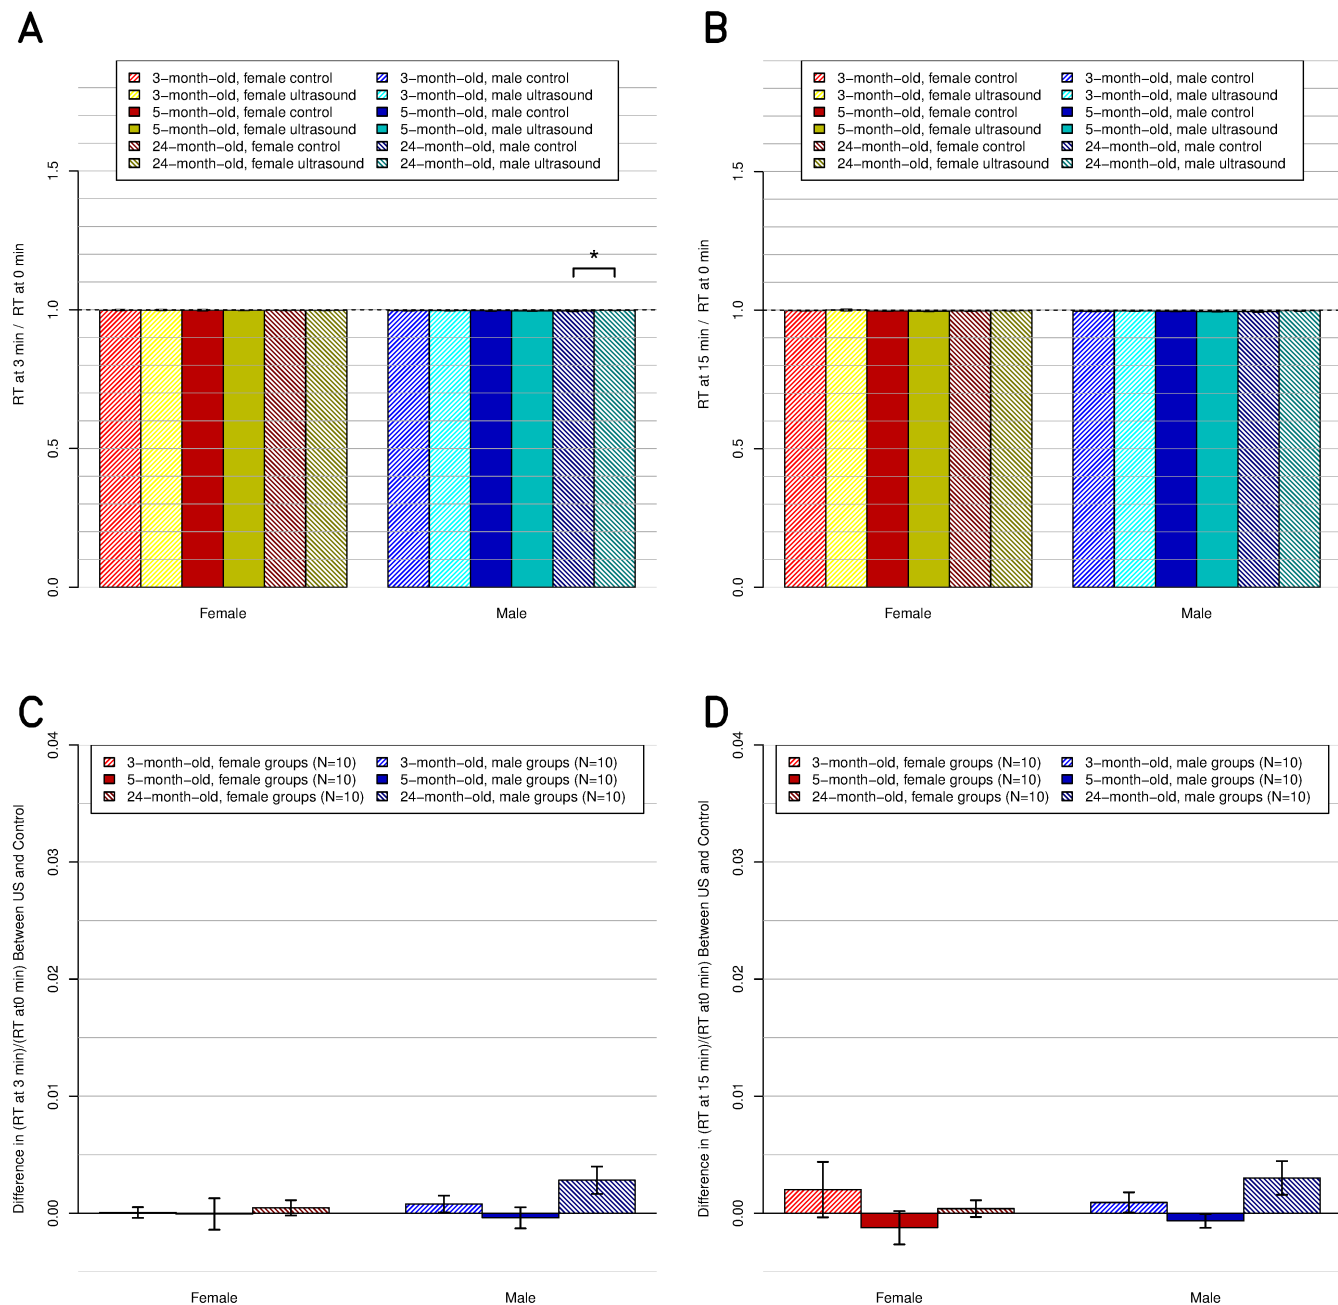 A
3-month-old, female control
3-month-old, female ultrasound
5-month-old, female control
5-month-old, female ultrasound
24-month-old, female control
24-month-old, female ultrasound
3-month-old, male control
3-month-old, male ultrasound
5-month-old, male control
5-month-old, male ultrasound
24-month-old, male control
24-month-old, male ultrasound
RT at 3 min / RT at 0 min
1.5
1.0
0.5
0.0
*
Female
Male
B
3-month-old, female control
3-month-old, female ultrasound
5-month-old, female control
5-month-old, female ultrasound
24-month-old, female control
24-month-old, female ultrasound
3-month-old, male control
3-month-old, male ultrasound
5-month-old, male control
5-month-old, male ultrasound
24-month-old, male control
24-month-old, male ultrasound
RT at 15 min / RT at 0 min
1.5
1.0
0.5
0.0
Female
Male
C
3-month-old, female groups (N=10)
5-month-old, female groups (N=10)
24-month-old, female groups (N=10)
3-month-old, male groups (N=10)
5-month-old, male groups (N=10)
24-month-old, male groups (N=10)
Difference in (RT at 3 min)/(RT at0 min) Between US and Control
0.04
0.03
0.02
0.01
0.00
Female
Male
D
3-month-old, female groups (N=10)
5-month-old, female groups (N=10)
24-month-old, female groups (N=10)
3-month-old, male groups (N=10)
5-month-old, male groups (N=10)
24-month-old, male groups (N=10)
Difference in (RT at 15 min)/(RT at0 min) Between US and Control
0.04
0.03
0.02
0.01
0.00
Female
Male